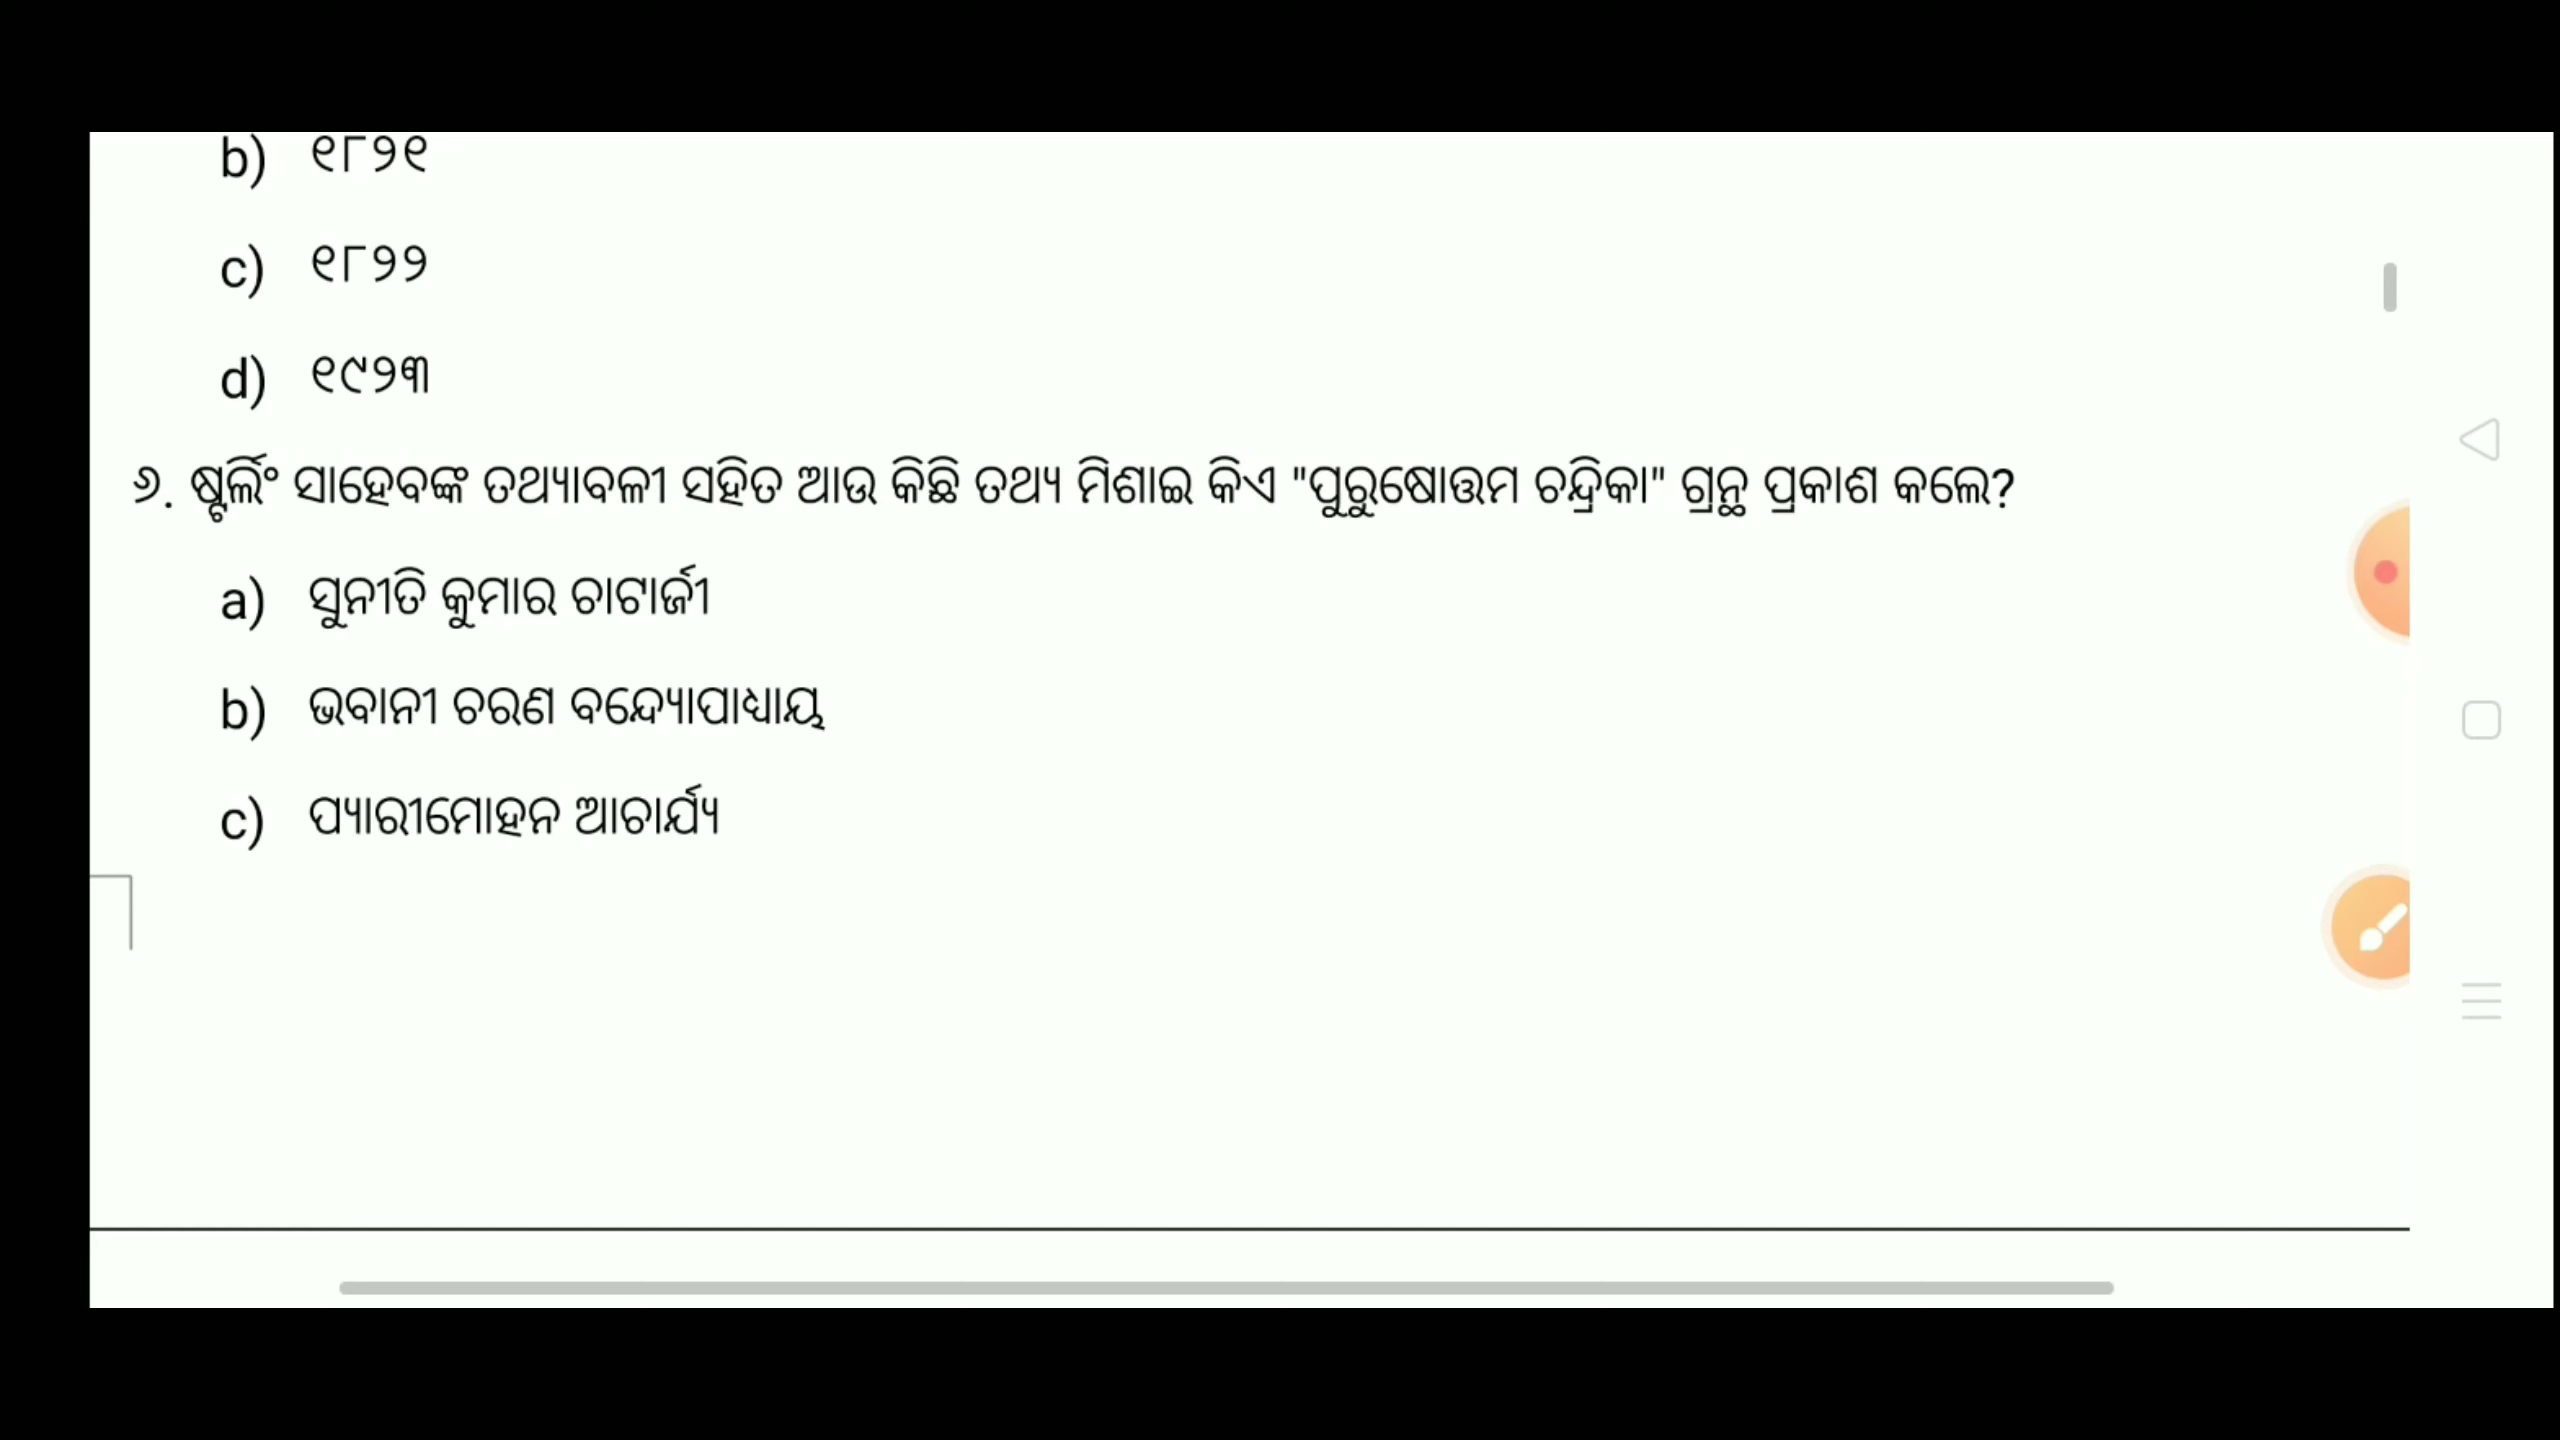 b) ୧୮୨୧
c) ୧୮୨୨
d) ୧୯୨୩
୬. ଷ୍ଟର୍ଲିଂ ସାହେବଙ୍କ ତଥ୍ୟାବଳୀ ସହିତ ଆଉ କିଛି ତଥ୍ୟ ମିଶାଇ କିଏ "ପୁରୁଷୋତ୍ତମ ଚନ୍ଦ୍ରିକା" ଗ୍ରନ୍ଥ ପ୍ରକାଶ କଲେ?
a) ସୁନୀତି କୁମାର ଚାଟାର୍ଜୀ
b) ଭବାନୀ ଚରଣ ବନ୍ଦ୍ୟୋପାଧ୍ୟାୟ
c) ପ୍ୟାରୀମୋହନ ଆଚାର୍ଯ୍ୟ